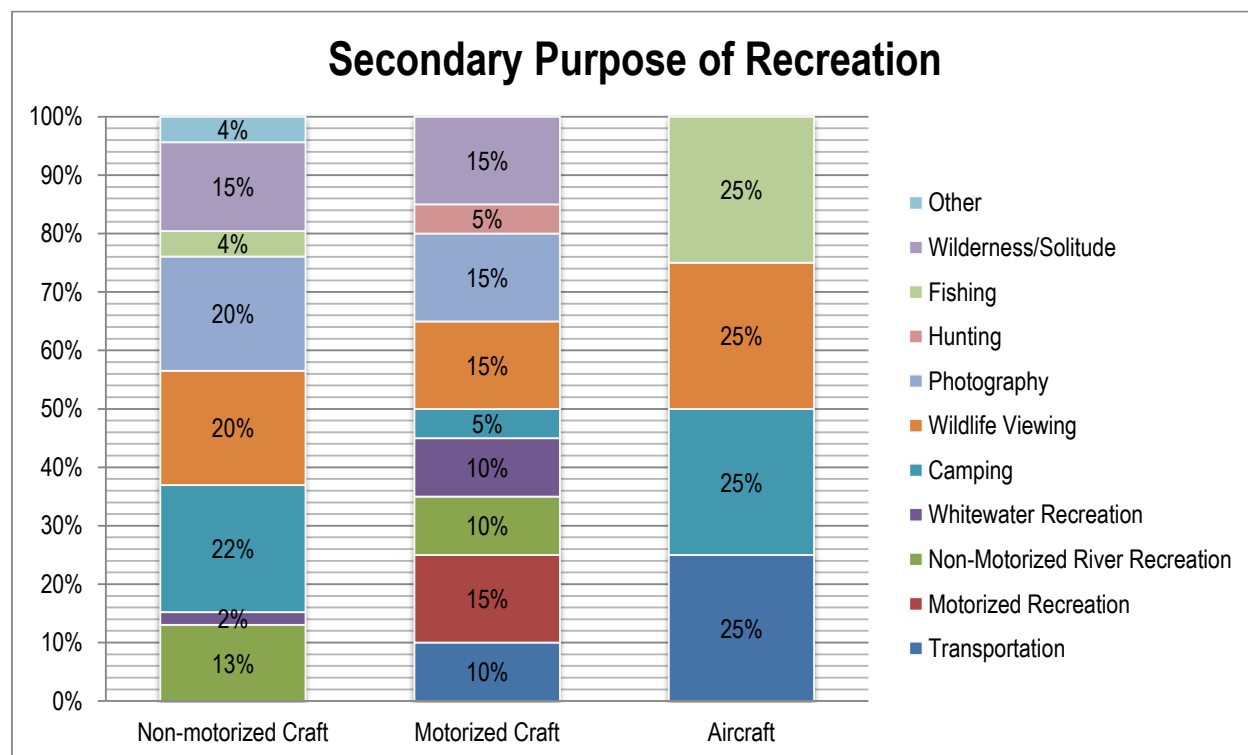 Secondary Purpose of Recreation
100%
90%
80%
70%
60%
50%
40%
30%
20%
10%
0%
4%
15%
4%
20%
20%
22%
2%
13%
15%
5%
15%
15%
5%
10%
10%
15%
10%
25%
25%
25%
25%
Non-motorized Craft
Motorized Craft
Aircraft
Other
Wilderness/Solitude
Fishing
Hunting
Photography
Wildlife Viewing
Camping
Whitewater Recreation
Non-Motorized River Recreation
Motorized Recreation
Transportation